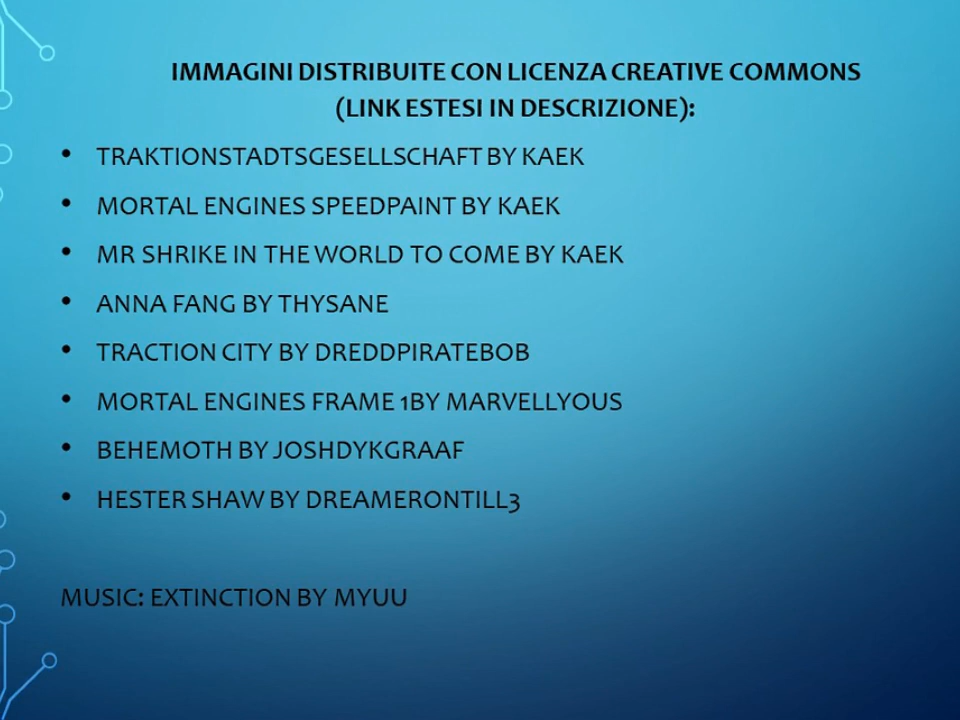 IMMAGINI DISTRIBUITE CON LICENZA CREATIVE COMMONS
(LINK ESTESI IN DESCRIZIONE):
• TRAKTIONSTADTSGESELLSCHAFT BY KAEK
• MORTAL ENGINES SPEEDPAINT BY KAEK
• MR SHRIKE IN THE WORLD TO COME BY KAEK
• ANNA FANG BY THYSANE
• TRACTION CITY BY DREDDPIRATEBOB
• MORTAL ENGINES FRAME 1BY MARVELLYOUS
• BEHEMOTH BY JOSHDYKGRAAF
• HESTER SHAW BY DREAMERONTILL3
MUSIC: EXTINCTION BY MYUU